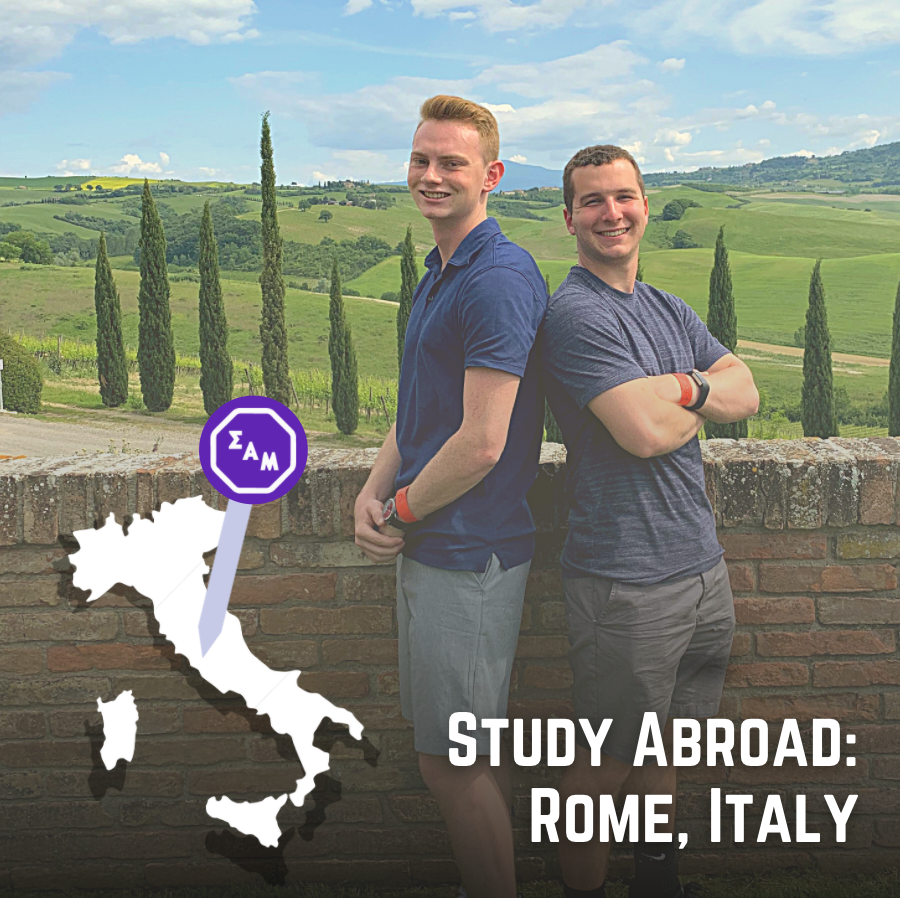 ΣΑΜ
Study Abroad:
Rome, Italy